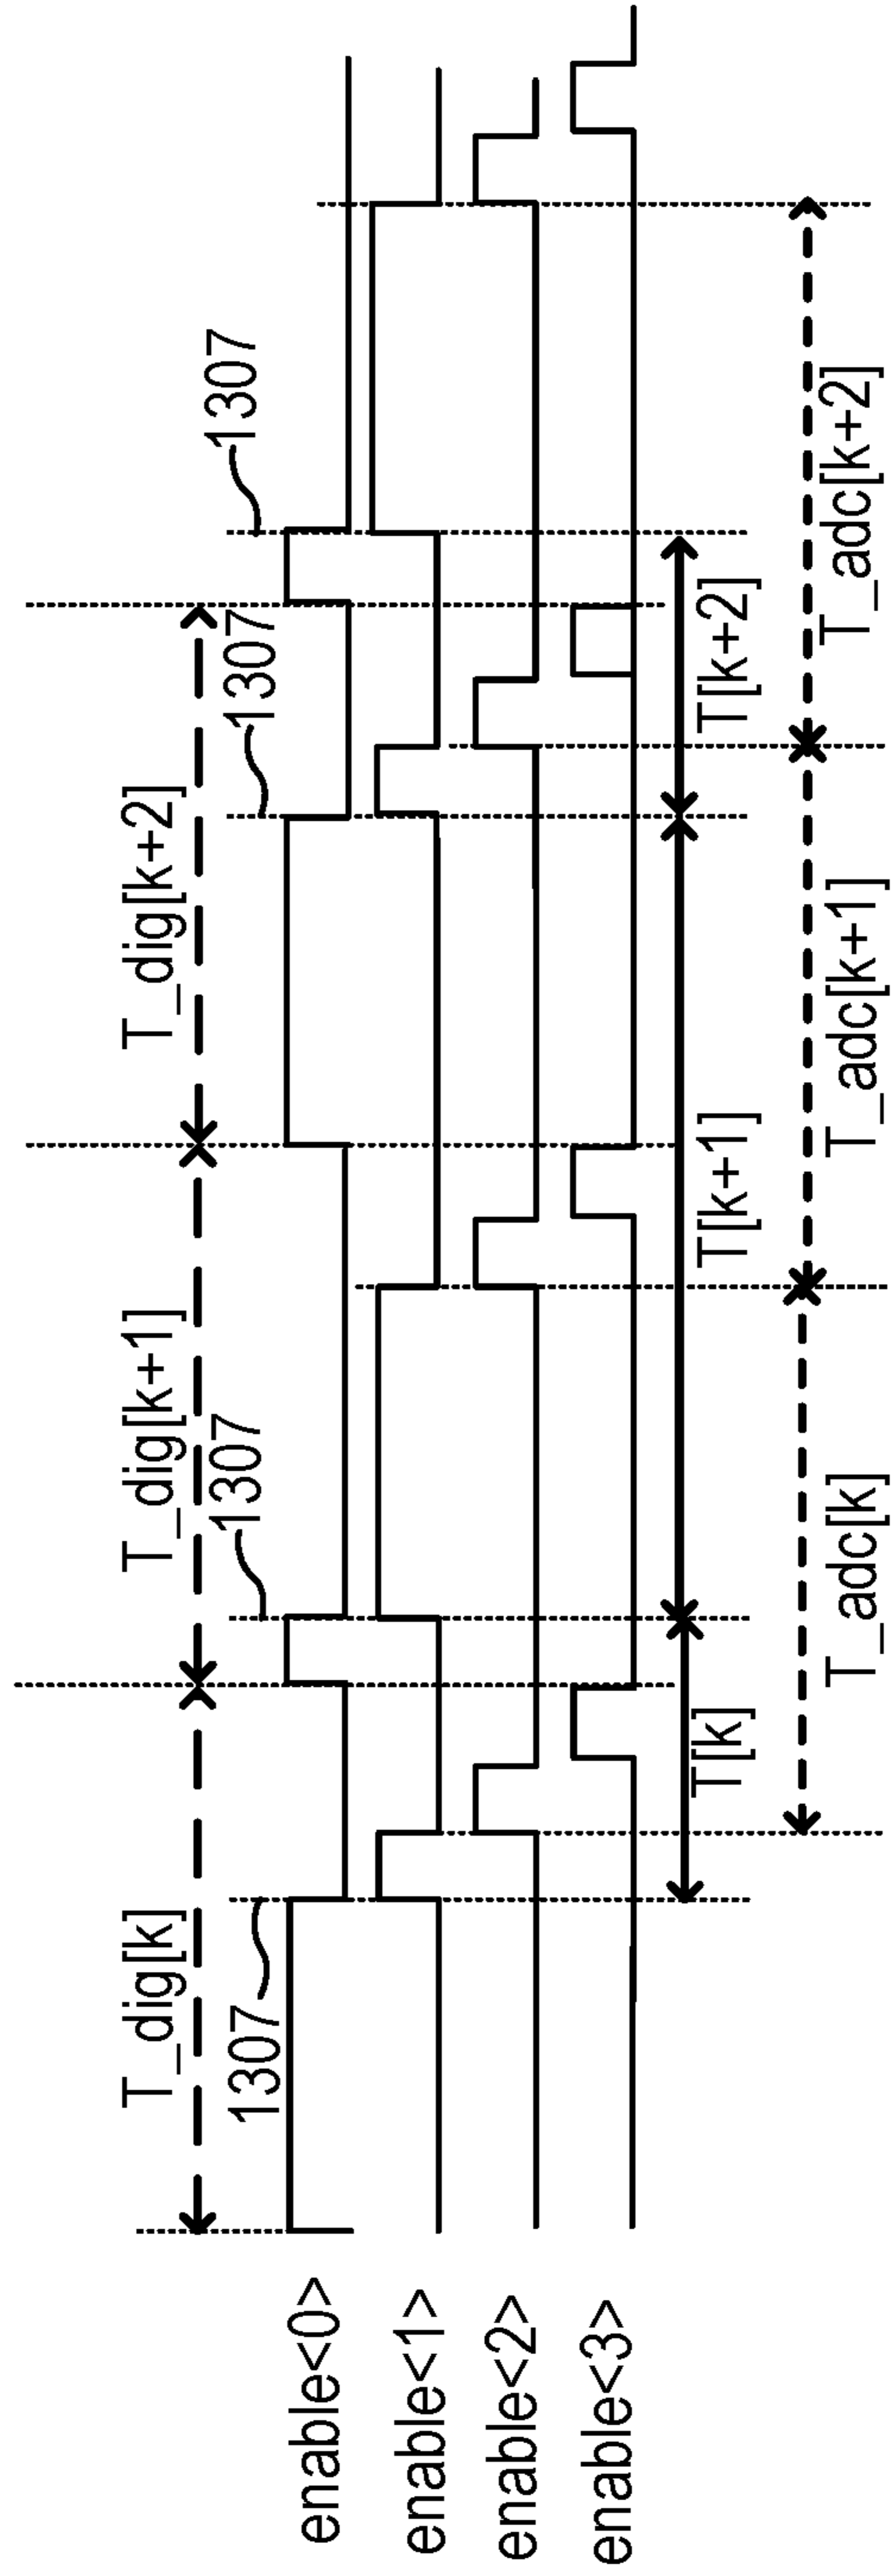 T_dig[k]
T_dig[k+1]
T_dig[k+2]
1307
1307
1307
1307
enable<0>
enable<1>
enable<2>
enable<3>
T[k]
T[k+1]
T[k+2]
T_adc[k]
T_adc[k+1]
T_adc[k+2]